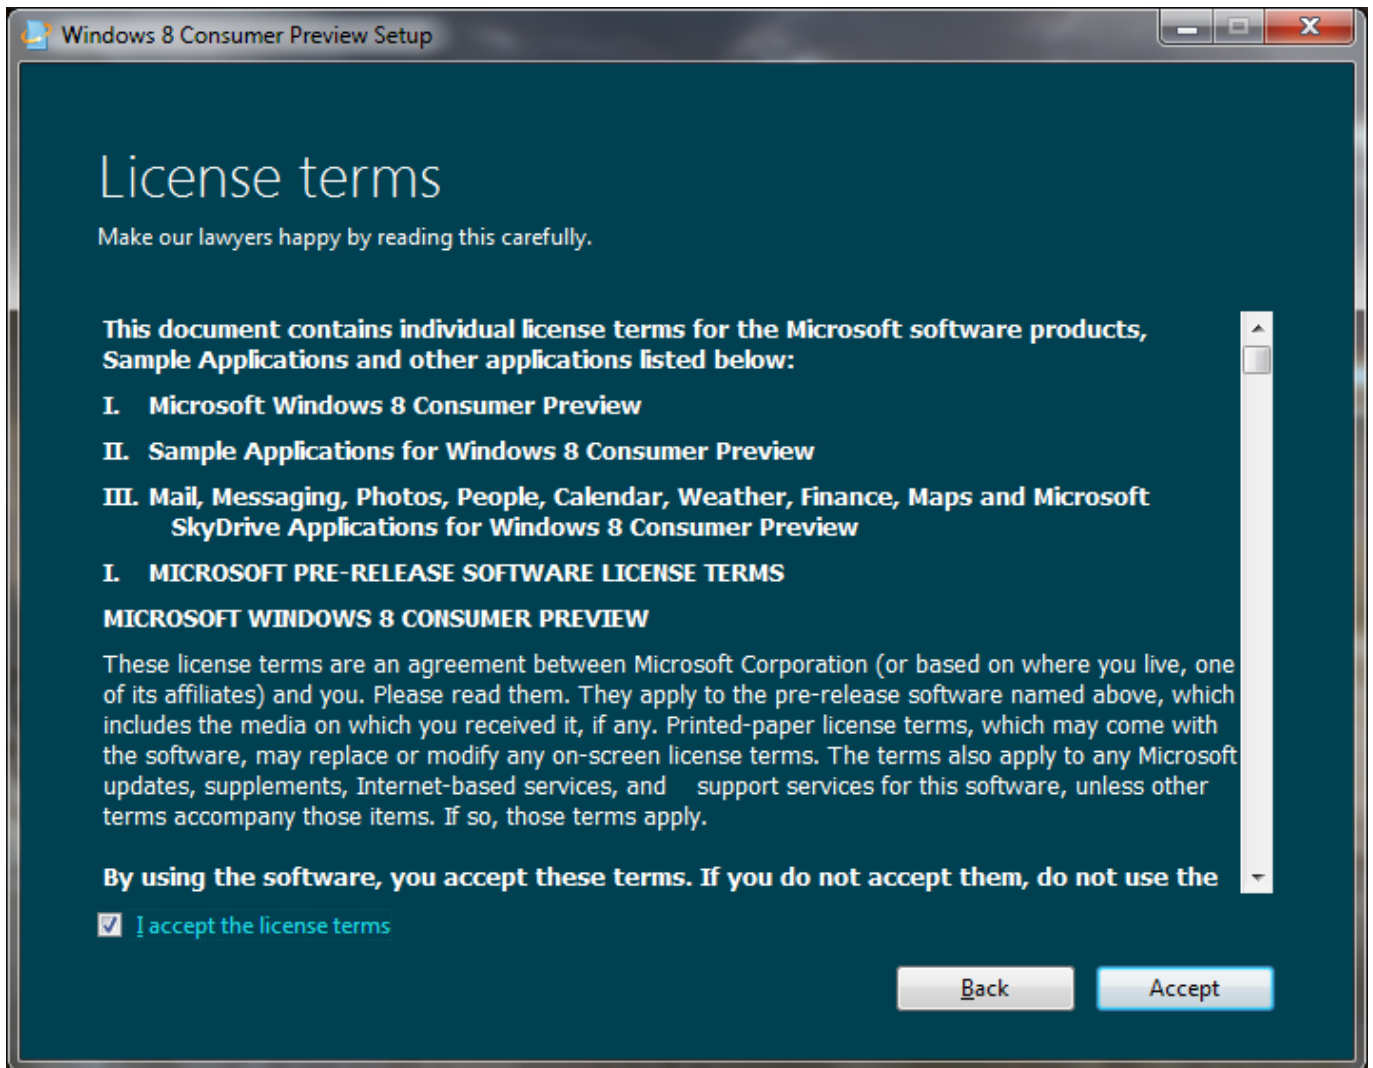 Windows 8 Consumer Preview Setup
License terms
Make our lawyers happy by reading this carefully.
This document contains individual license terms for the Microsoft software products,
Sample Applications and other applications listed below:
I. Microsoft Windows 8 Consumer Preview
II. Sample Applications for Windows 8 Consumer Preview
III. Mail, Messaging, Photos, People, Calendar, Weather, Finance, Maps and Microsoft
SkyDrive Applications for Windows 8 Consumer Preview
I. MICROSOFT PRE-RELEASE SOFTWARE LICENSE TERMS
MICROSOFT WINDOWS 8 CONSUMER PREVIEW
These license terms are an agreement between Microsoft Corporation (or based on where you live, one
of its affiliates) and you. Please read them. They apply to the pre-release software named above, which
includes the media on which you received it, if any. Printed-paper license terms, which may come with
the software, may replace or modify any on-screen license terms. The terms also apply to any Microsoft
updates, supplements, Internet-based services, and support services for this software, unless other
terms accompany those items. If so, those terms apply.
By using the software, you accept these terms. If you do not accept them, do not use the
I accept the license terms
Back
Accept